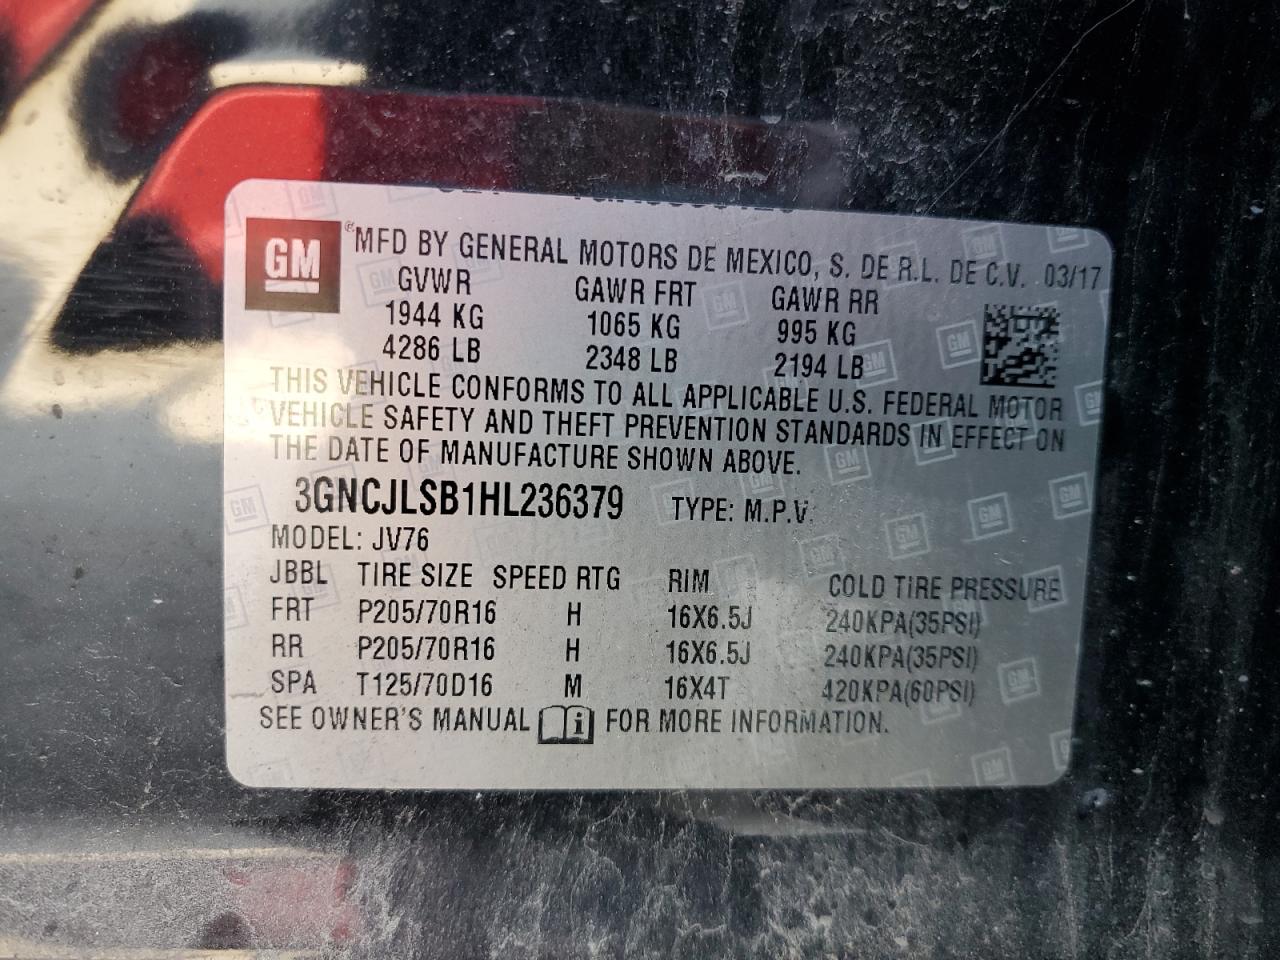 GM ® MFD BY GENERAL MOTORS DE MEXICO, S. DE R.L. DE C.V. 03/17
GVWR GAWR FRT GAWR RR
1944 KG 1065 KG 995 KG
4286 LB 2348 LB 2194 LB
THIS VEHICLE CONFORMS TO ALL APPLICABLE U.S. FEDERAL MOTOR
VEHICLE SAFETY AND THEFT PREVENTION STANDARDS IN EFFECT ON
THE DATE OF MANUFACTURE SHOWN ABOVE.
3GNCJLSB1HL236379 TYPE: M.P.V.
MODEL: JV76
JBBL TIRE SIZE SPEED RTG RIM COLD TIRE PRESSURE
FRT P205/70R16 H 16X6.5J 240KPA(35PSI)
RR P205/70R16 H 16X6.5J 240KPA(35PSI)
SPA T125/70D16 M 16X4T 420KPA(60PSI)
SEE OWNER'S MANUAL i FOR MORE INFORMATION.